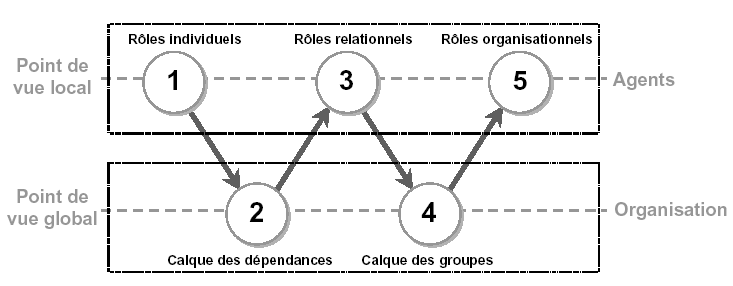 Rôles individuels
Rôles relationnels
Rôles organisationnels
Point de
vue local
1
3
5
Agents
Point de
vue global
2
4
Organisation
Calque des dépendances
Calque des groupes